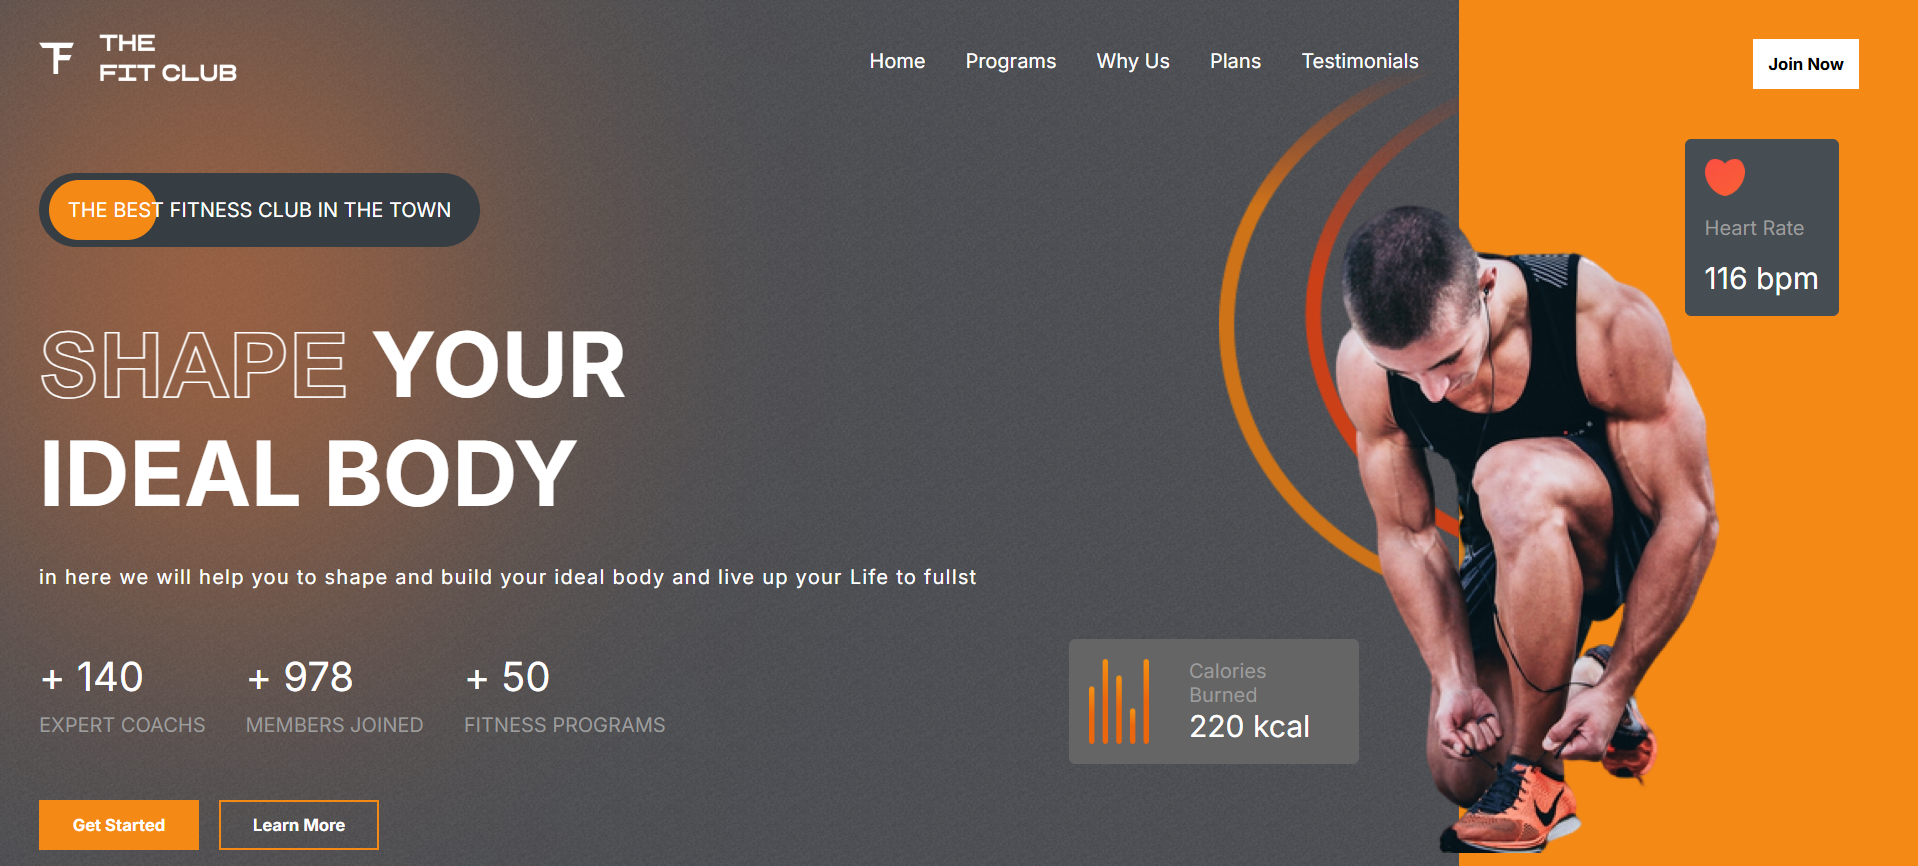 THE
FIT CLUB
Home Programs Why Us Plans Testimonials
Join Now
THE BEST FITNESS CLUB IN THE TOWN
Heart Rate
116 bpm
SHAPE YOUR
IDEAL BODY
in here we will help you to shape and build your ideal body and live up your Life to fullst
+ 140
EXPERT COACHS
+ 978
MEMBERS JOINED
+ 50
FITNESS PROGRAMS
Calories
Burned
220 kcal
Get Started
Learn More